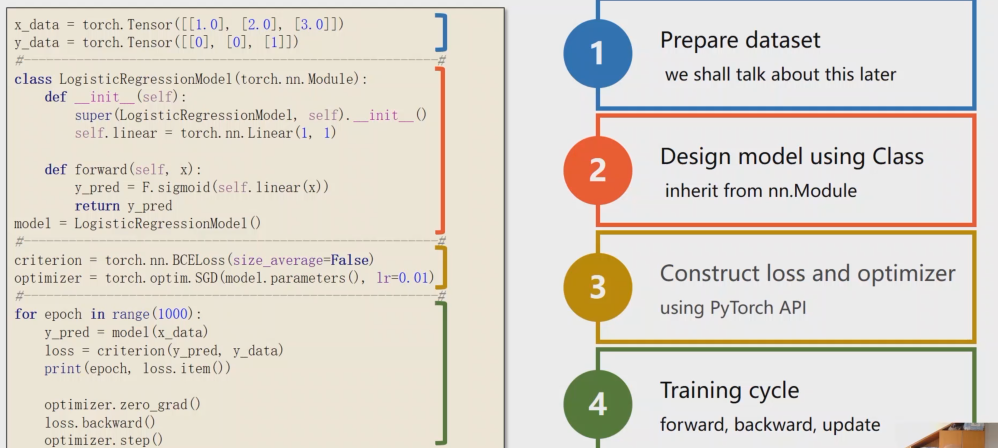 x_data = torch.Tensor([[1.0], [2.0], [3.0]])
y_data = torch.Tensor([[0], [0], [1]])
#-------------------------------------------------------#
class LogisticRegressionModel(torch.nn.Module):
    def __init__(self):
        super(LogisticRegressionModel, self).__init__()
        self.linear = torch.nn.Linear(1, 1)

    def forward(self, x):
        y_pred = F.sigmoid(self.linear(x))
        return y_pred
model = LogisticRegressionModel()
#-------------------------------------------------------#
criterion = torch.nn.BCELoss(size_average=False)
optimizer = torch.optim.SGD(model.parameters(), lr=0.01)
#-------------------------------------------------------#
for epoch in range(1000):
    y_pred = model(x_data)
    loss = criterion(y_pred, y_data)
    print(epoch, loss.item())

    optimizer.zero_grad()
    loss.backward()
    optimizer.step()
1
Prepare dataset
we shall talk about this later
2
Design model using Class
inherit from nn.Module
3
Construct loss and optimizer
using PyTorch API
4
Training cycle
forward, backward, update